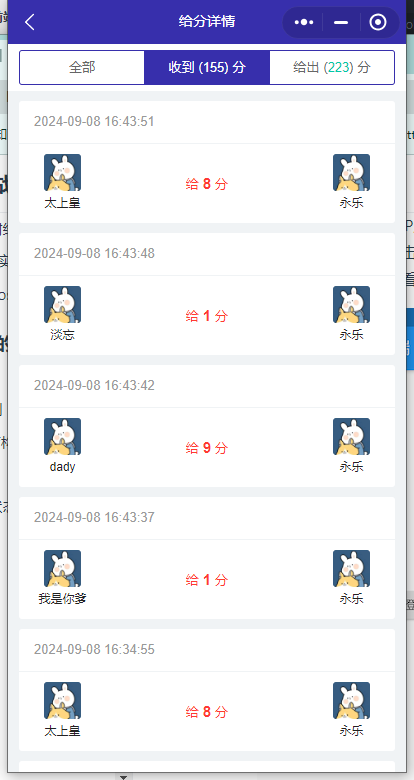 给分详情
全部
收到 (155) 分
给出 (223) 分
2024-09-08 16:43:51
给 8 分
太上皇
永乐
2024-09-08 16:43:48
给 1 分
淡忘
永乐
2024-09-08 16:43:42
给 9 分
dady
永乐
2024-09-08 16:43:37
给 1 分
我是你爹
永乐
2024-09-08 16:34:55
给 8 分
太上皇
永乐